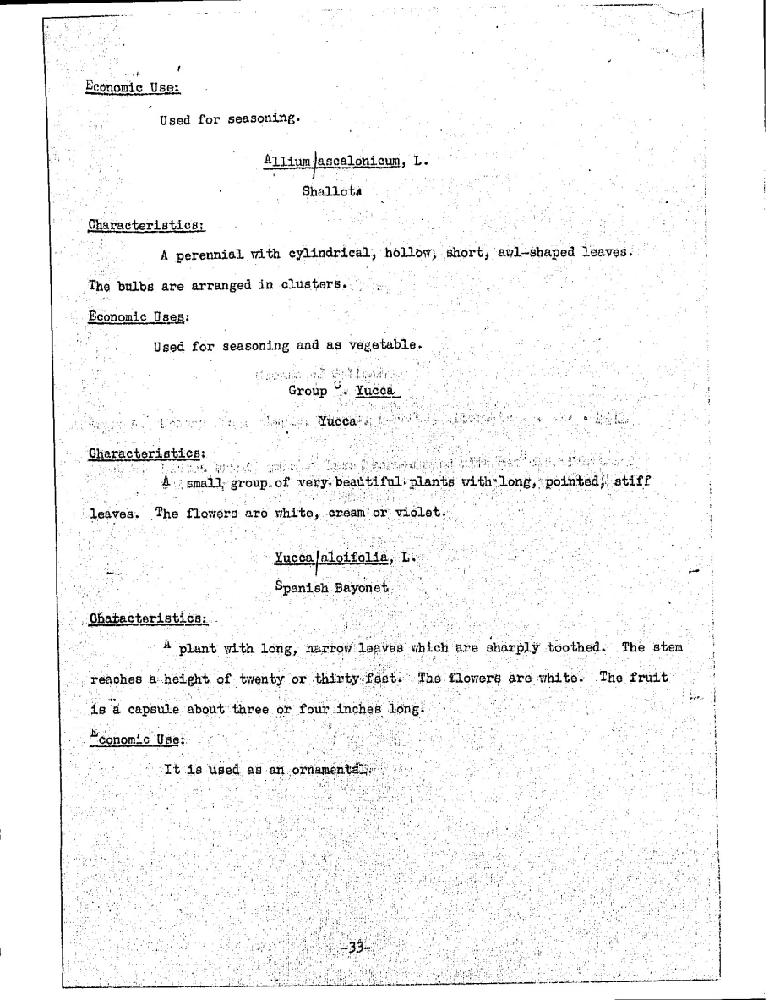 Economic Use:
Used for seasoning.
Allium/ascalonicum, L.
Shallots
Characteristics:
A perennial with cylindrical, hollow, short, awl-shaped leaves.
The bulbs are arranged in clusters.
Economic Uses:
Used for seasoning and as vegetable.
Group C. Yucca
Yucca
Characteristics:
A small group of very beautiful plants with long, pointed, stiff
leaves. The flowers are white, cream or violet.
Yucca/aloifolia, L.
Spanish Bayonet
Chatacteristics:
A plant with long, narrow leaves which are sharply toothed. The stem
reaches a height of twenty or thirty feet. The flowers are white. The fruit
is a capsule about three or four inches long.
Economic Use:
It is used as an ornamental.
-33-